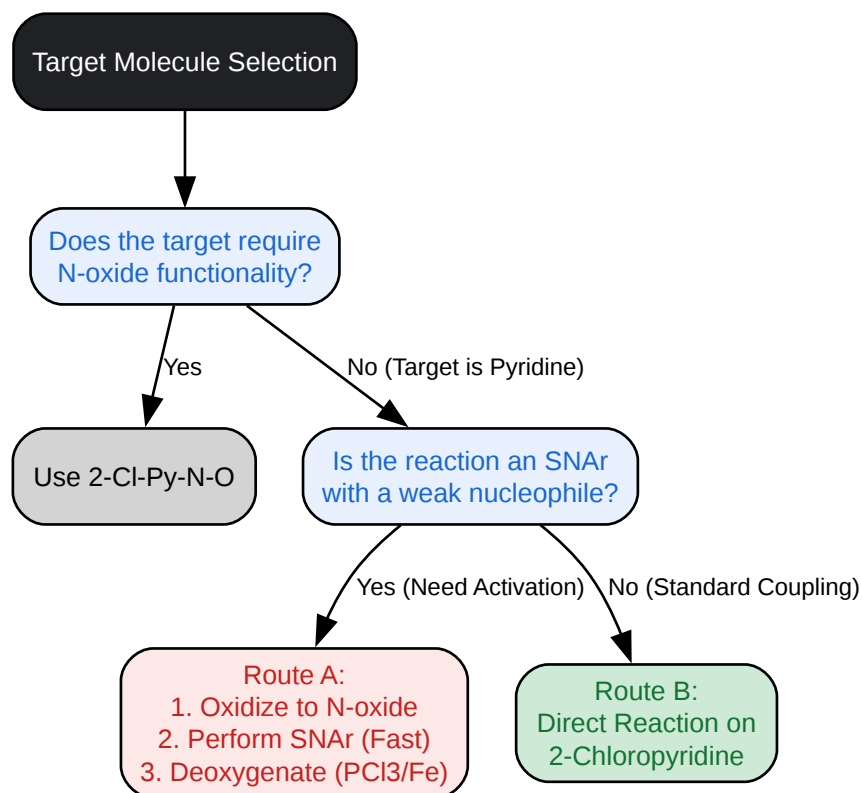 Target Molecule Selection
Does the target require
N-oxide functionality?
Yes
No (Target is Pyridine)
Use 2-Cl-Py-N-O
Is the reaction an SNAr
with a weak nucleophile?
Yes (Need Activation)
No (Standard Coupling)
Route A:
1. Oxidize to N-oxide
2. Perform SNAr (Fast)
3. Deoxygenate (PCl3/Fe)
Route B:
Direct Reaction on
2-Chloropyridine